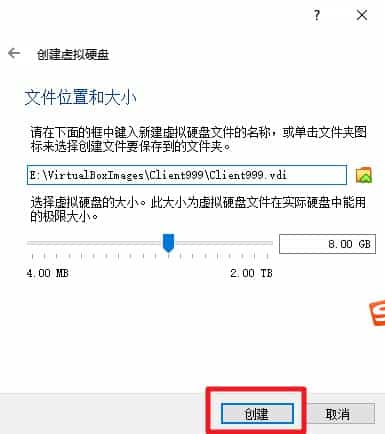 ?
创建虚拟硬盘
文件位置和大小
请在下面的框中键入新建虚拟硬盘文件的名称，或单击文件夹图
标来选择创建文件要保存到的文件夹。
E:\VirtualBoxImages\Client999\Client999.vdi
选择虚拟硬盘的大小。此大小为虚拟硬盘文件在实际硬盘中能用
的极限大小。
8.00 GB
4.00 MB 2.00 TB
创建 取消